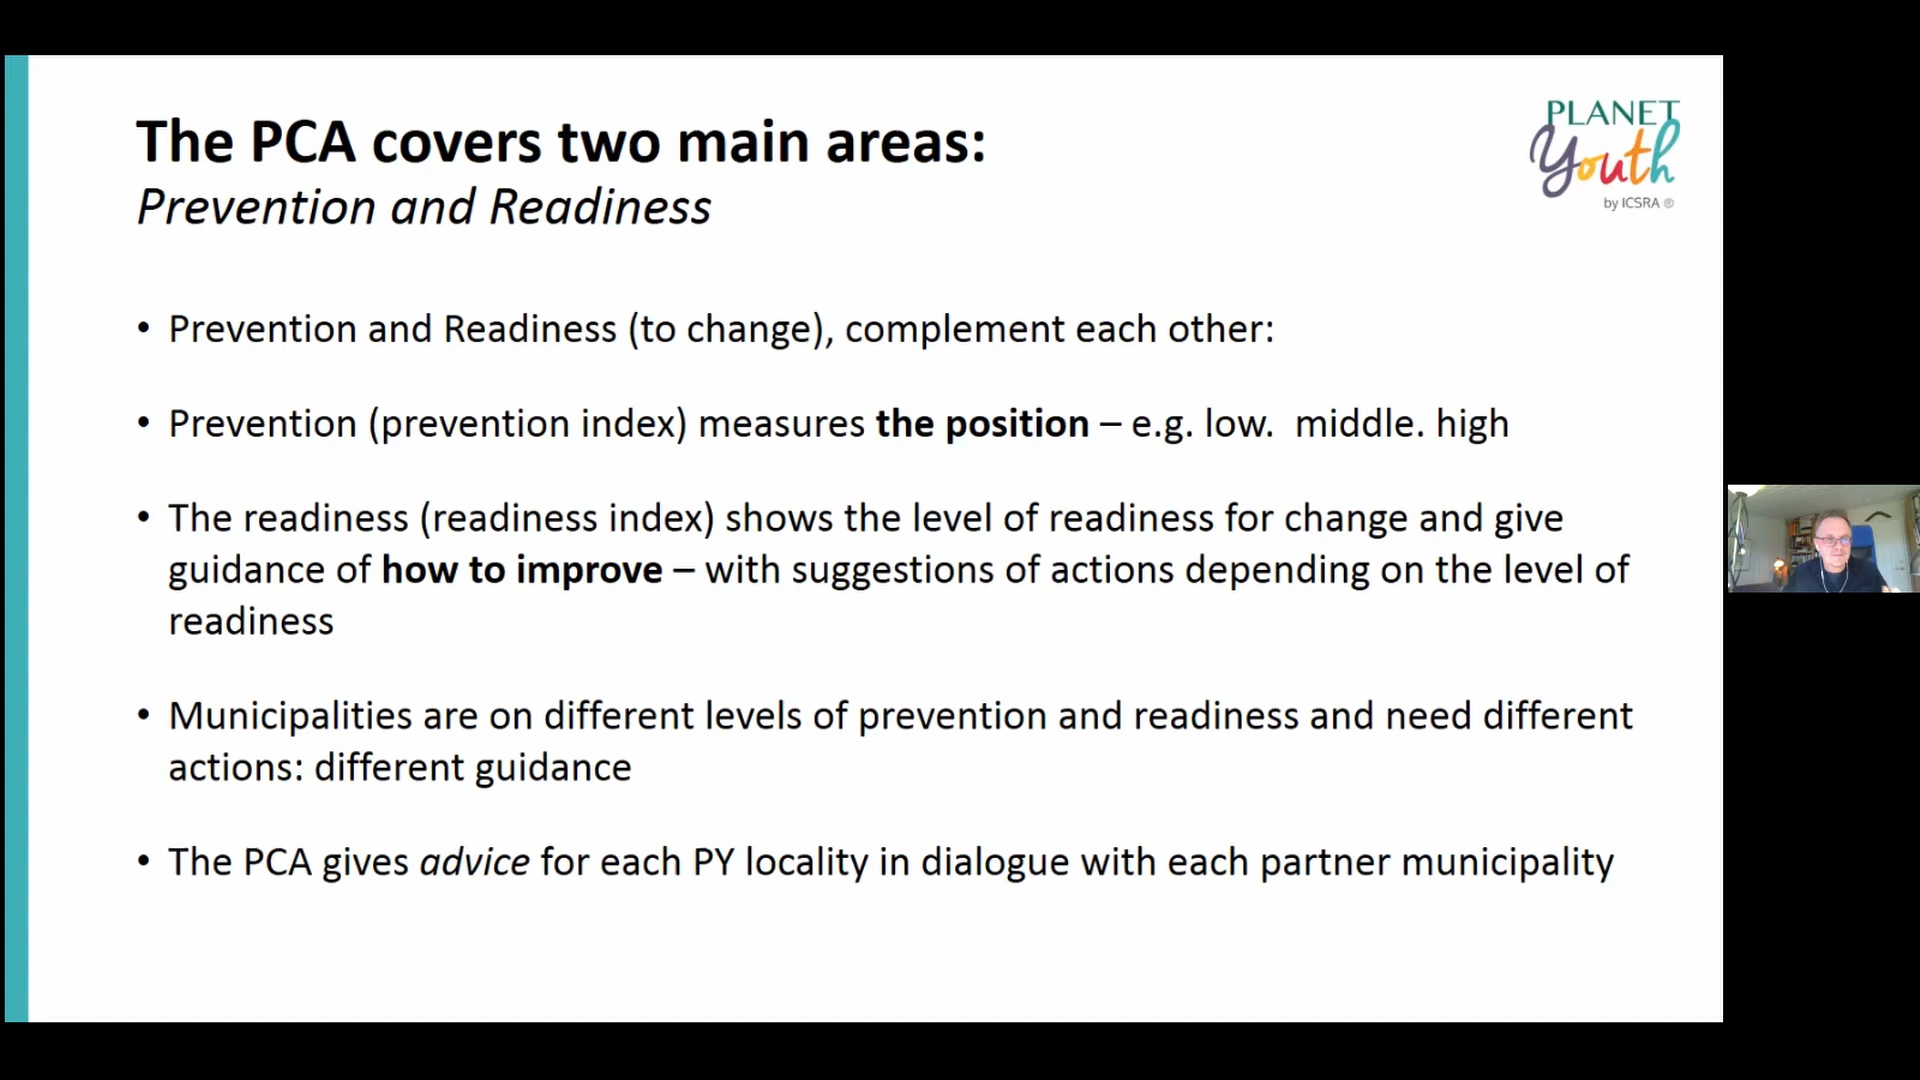 The PCA covers two main areas:
Prevention and Readiness
PLANET
Youth
by ICSRA ®
• Prevention and Readiness (to change), complement each other:
• Prevention (prevention index) measures the position – e.g. low.  middle. high
• The readiness (readiness index) shows the level of readiness for change and give
guidance of how to improve – with suggestions of actions depending on the level of
readiness
• Municipalities are on different levels of prevention and readiness and need different
actions: different guidance
• The PCA gives advice for each PY locality in dialogue with each partner municipality